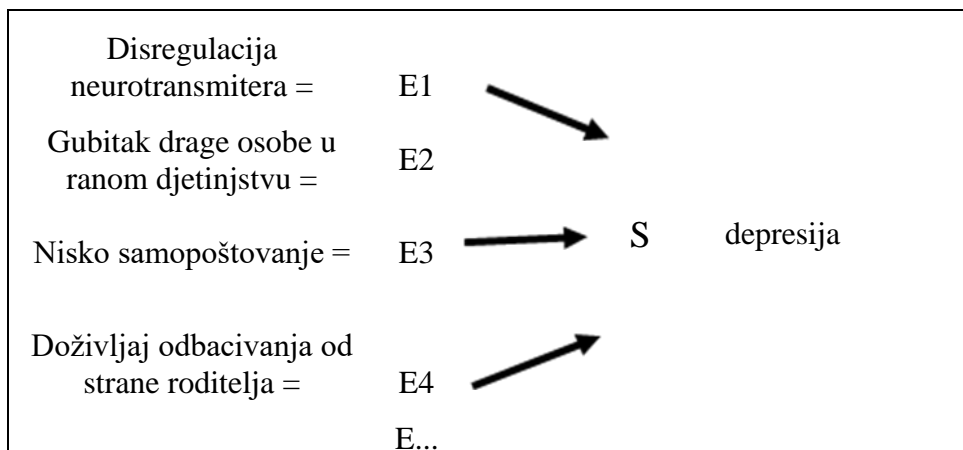 Disregulacija
neurotransmitera = E1
Gubitak drage osobe u
ranom djetinjstvu = E2
Nisko samopoštovanje = E3 S depresija
Doživljaj odbacivanja od
strane roditelja = E4
E...